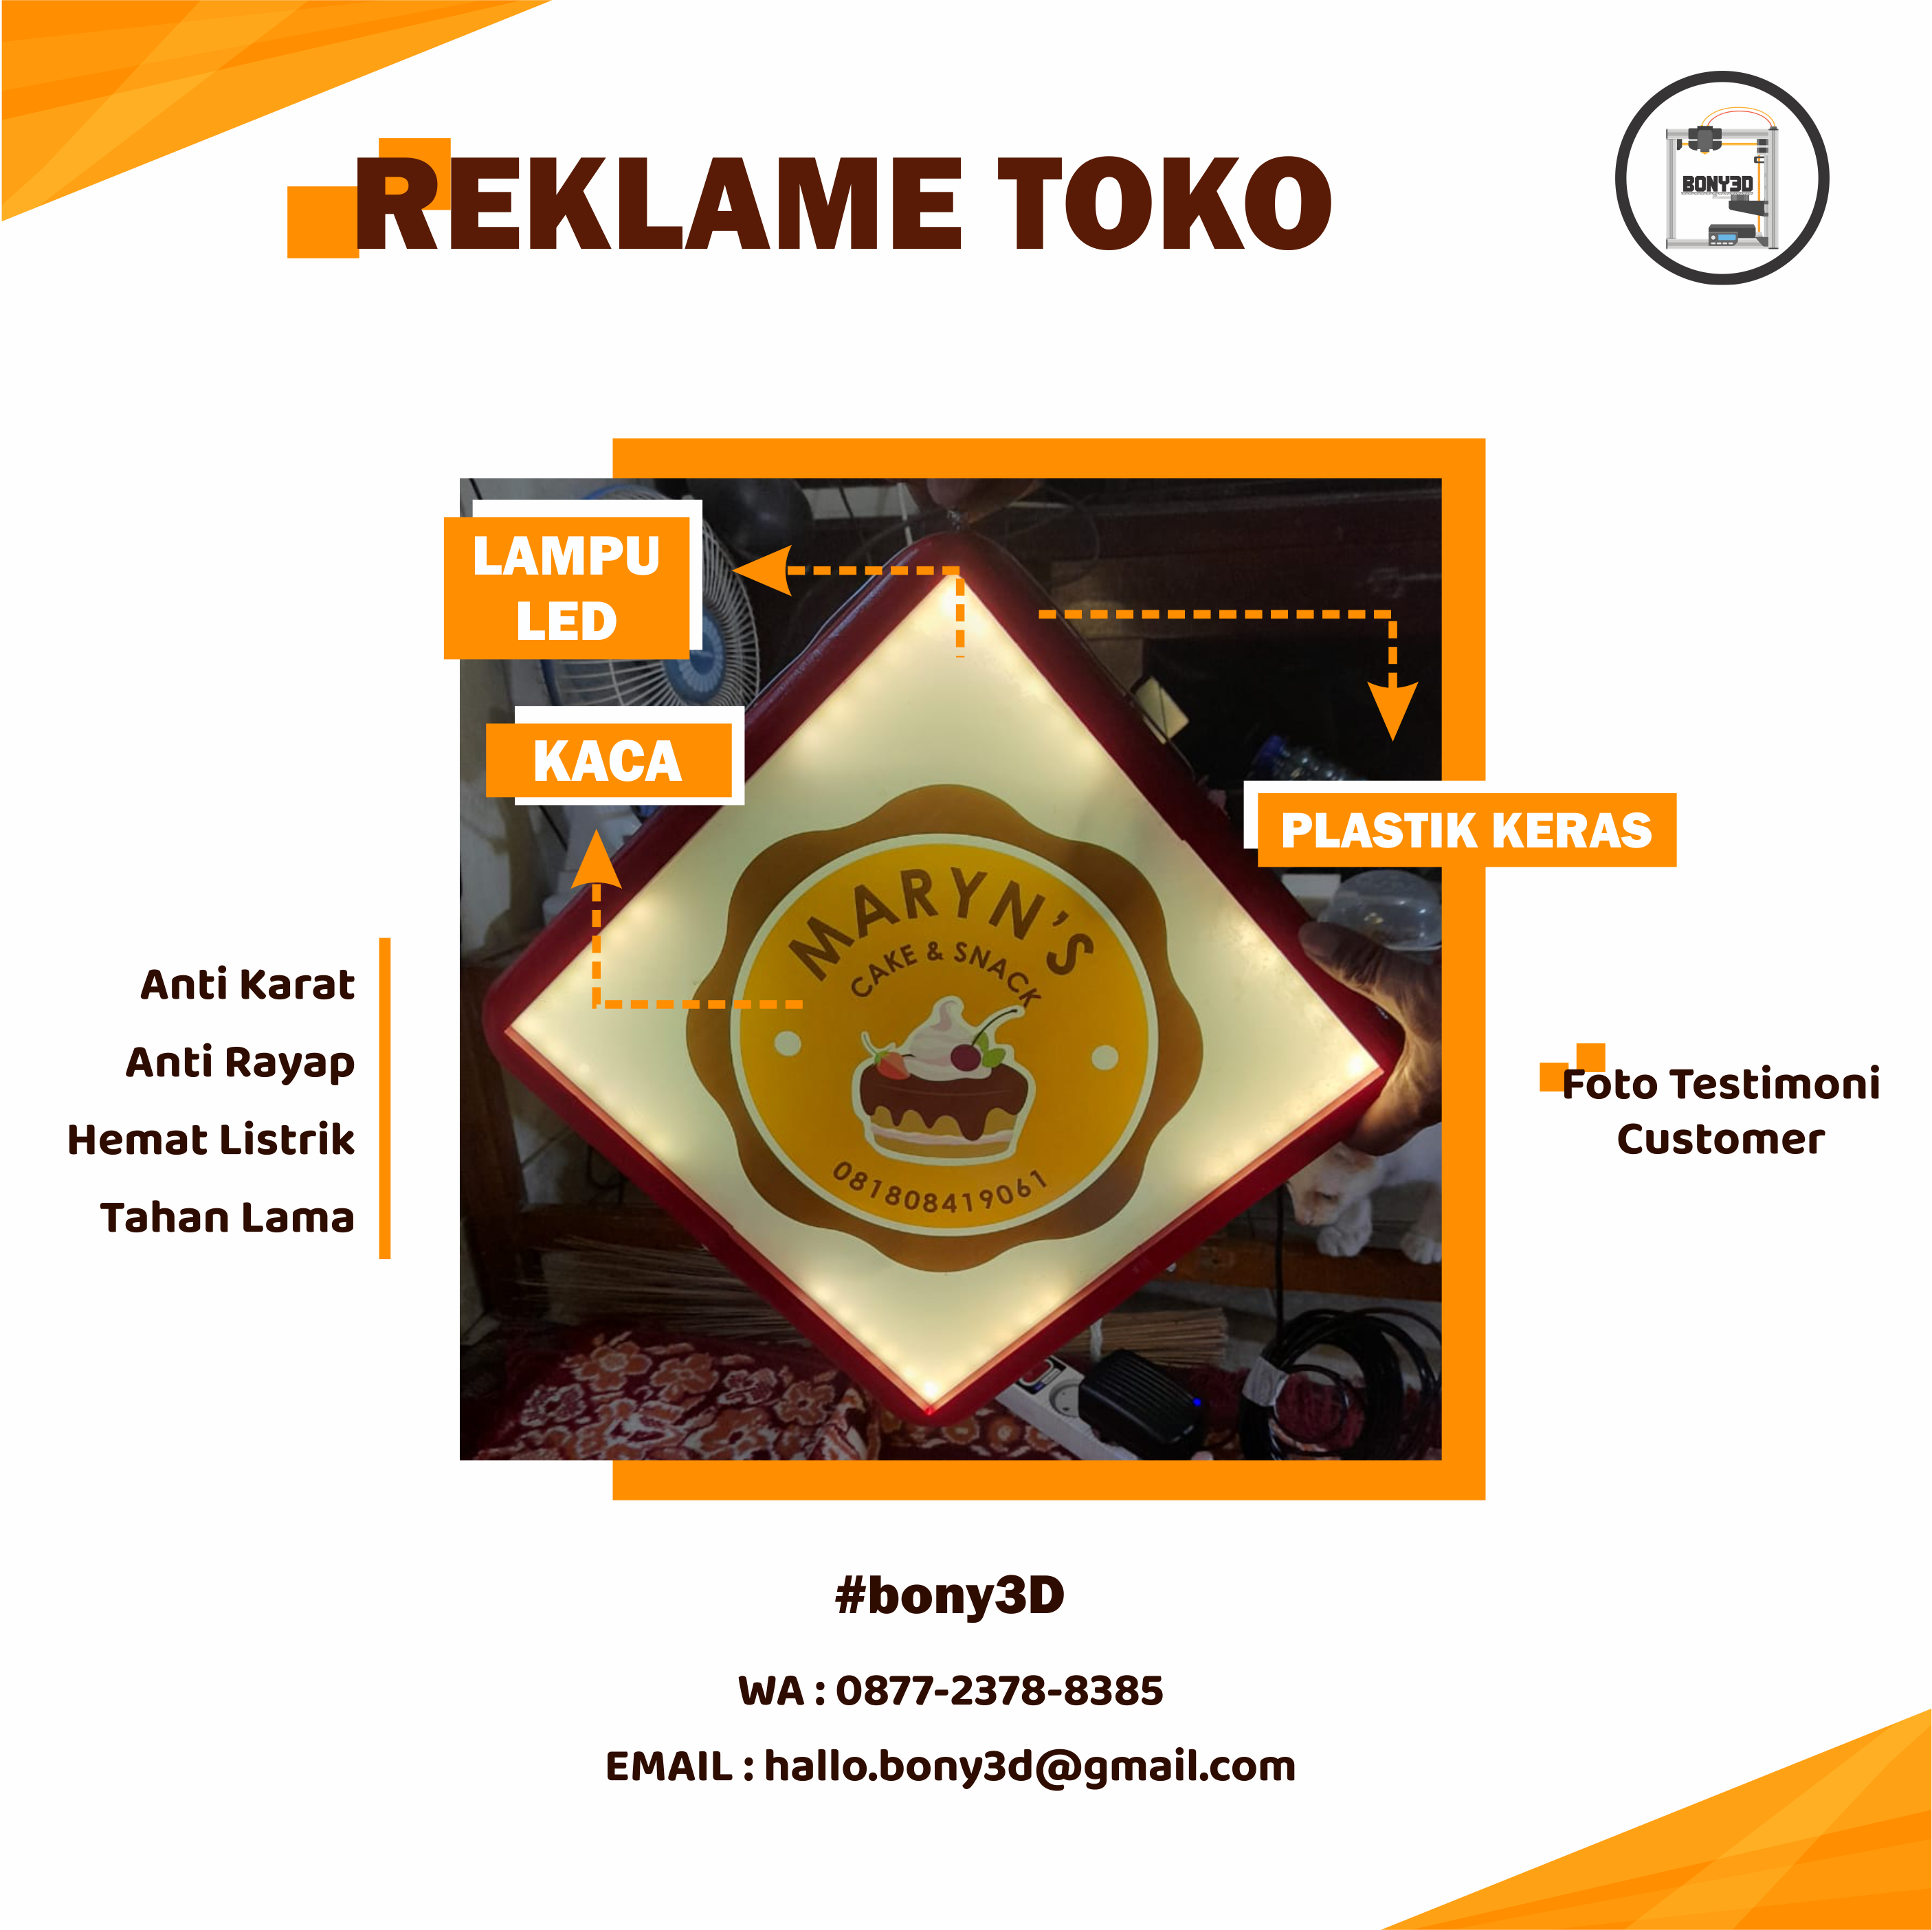 REKLAME TOKO
BONY3D
LAMPU
LED
KACA
PLASTIK KERAS
MARYN'S
CAKE & SNACK
081808419061
Anti Karat
Anti Rayap
Hemat Listrik
Tahan Lama
Foto Testimoni
Customer
#bony3D
WA : 0877-2378-8385
EMAIL : hallo.bony3d@gmail.com